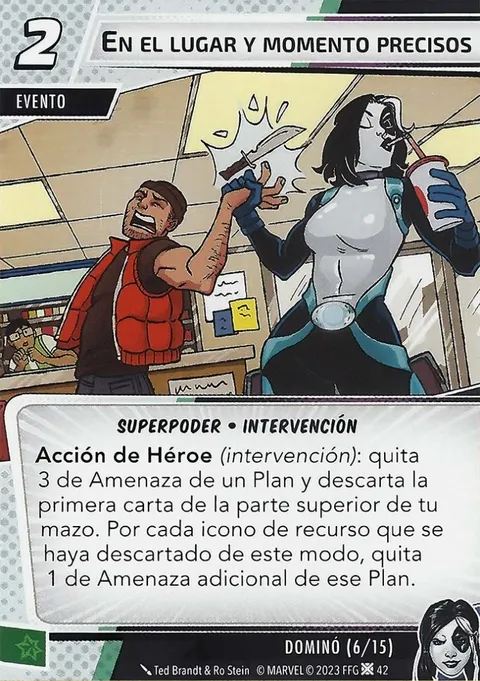 2
EN EL LUGAR Y MOMENTO PRECISOS
EVENTO
SUPERPODER • INTERVENCIÓN
Acción de Héroe (intervención): quita
3 de Amenaza de un Plan y descarta la
primera carta de la parte superior de tu
mazo. Por cada icono de recurso que se
haya descartado de este modo, quita
1 de Amenaza adicional de ese Plan.
DOMINÓ (6/15)
Ted Brandt & Ro Stein © MARVEL © 2023 FFG 42